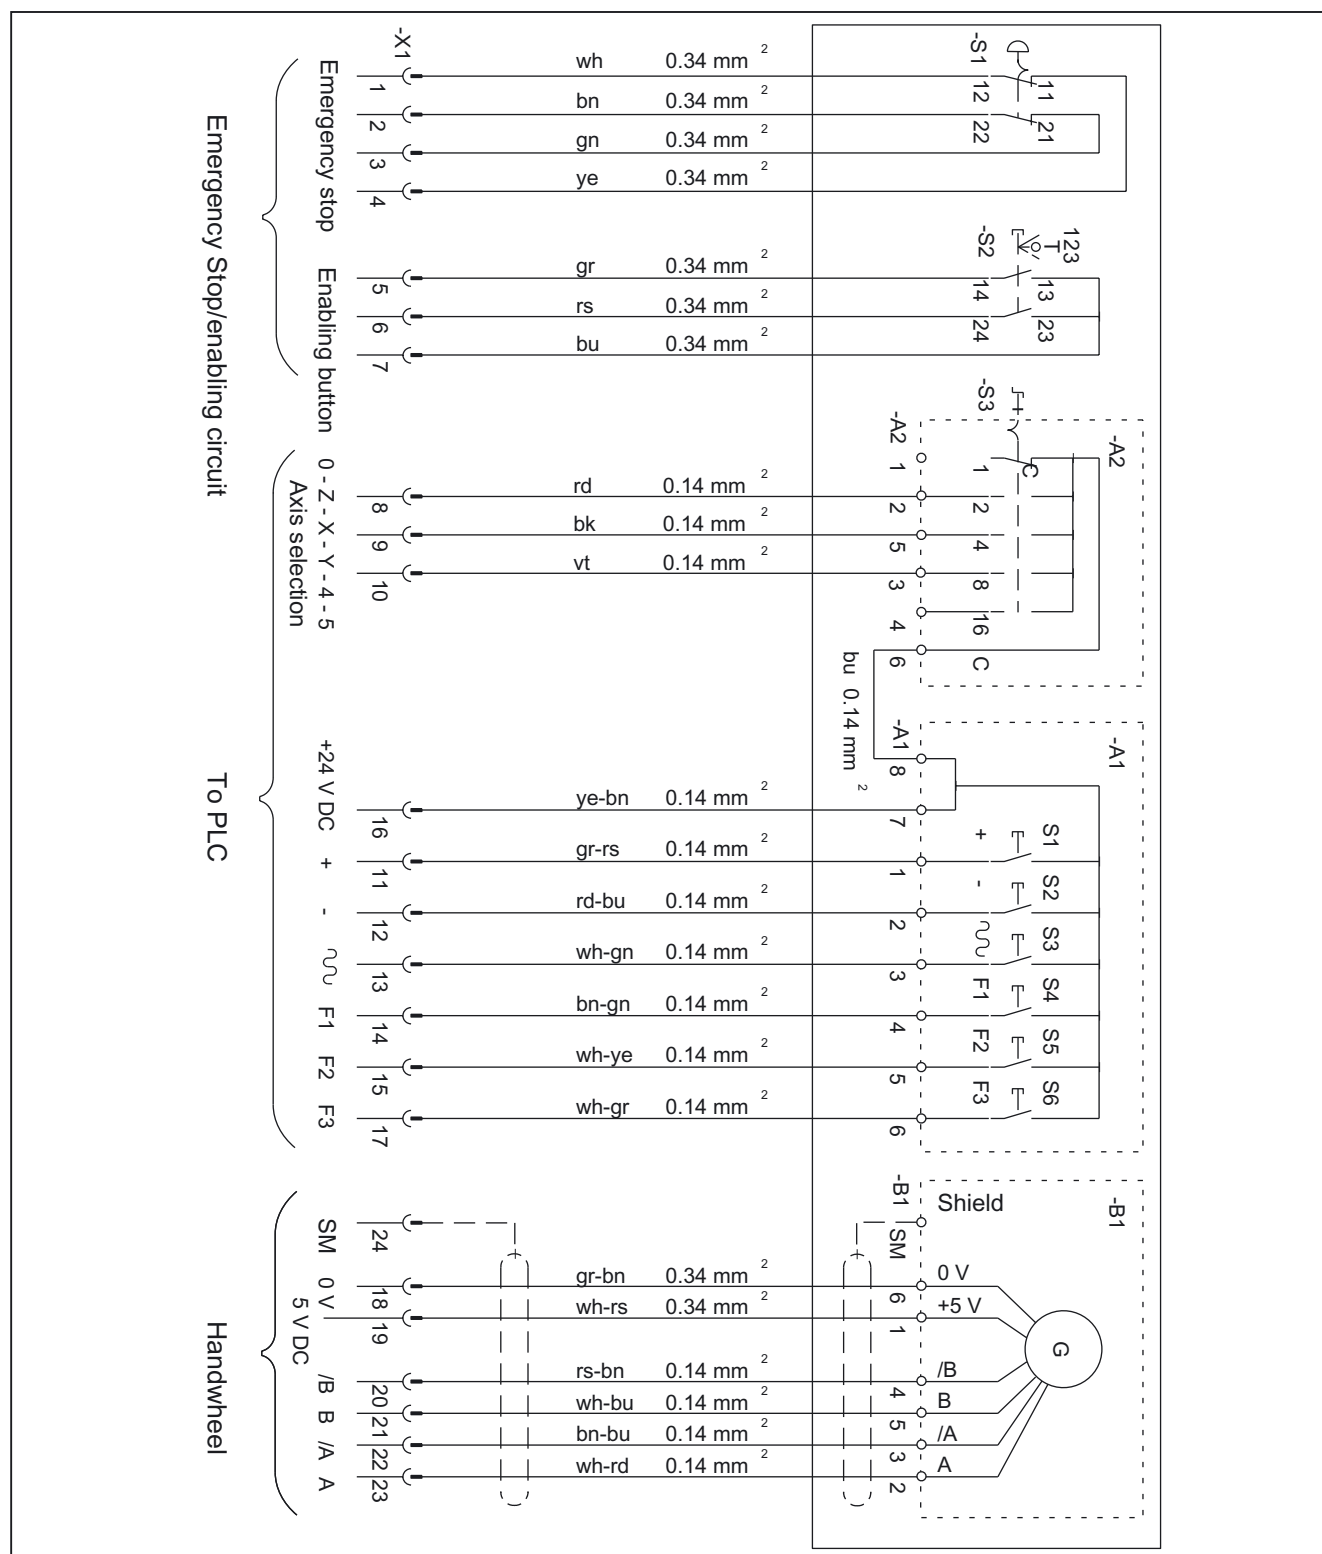 -X1
-S1
Emergency Stop/enabling circuit
Emergency stop
1 wh 0.34 mm 2 12 11
2 bn 0.34 mm 2 22 21
3 gn 0.34 mm 2
4 ye 0.34 mm 2
Enabling button
-S2 123
5 gr 0.34 mm 2 14 13
6 rs 0.34 mm 2 24 23
7 bu 0.34 mm 2
To PLC
0 - Z - X - Y - 4 - 5
Axis selection
-S3
-A2 -A2
1 1 C
8 rd 0.14 mm 2 2 2
9 bk 0.14 mm 2 5 4
10 vt 0.14 mm 2 3 8
4 16
6 C
bu 0.14 mm 2
-A1 -A1
8
+24 V DC 16 ye-bn 0.14 mm 2 7
+ 11 gr-rs 0.14 mm 2 1 + S1
- 12 rd-bu 0.14 mm 2 2 - S2
13 wh-gn 0.14 mm 2 3 S3
F1 14 bn-gn 0.14 mm 2 4 F1 S4
F2 15 wh-ye 0.14 mm 2 5 F2 S5
F3 17 wh-gr 0.14 mm 2 6 F3 S6
Handwheel
-B1 -B1
SM 24 SM Shield
0 V 18 gr-bn 0.34 mm 2 6 0 V
5 V DC 19 wh-rs 0.34 mm 2 1 +5 V
G
/B 20 rs-bn 0.14 mm 2 4 /B
B 21 wh-bu 0.14 mm 2 5 B
/A 22 bn-bu 0.14 mm 2 3 /A
A 23 wh-rd 0.14 mm 2 2 A